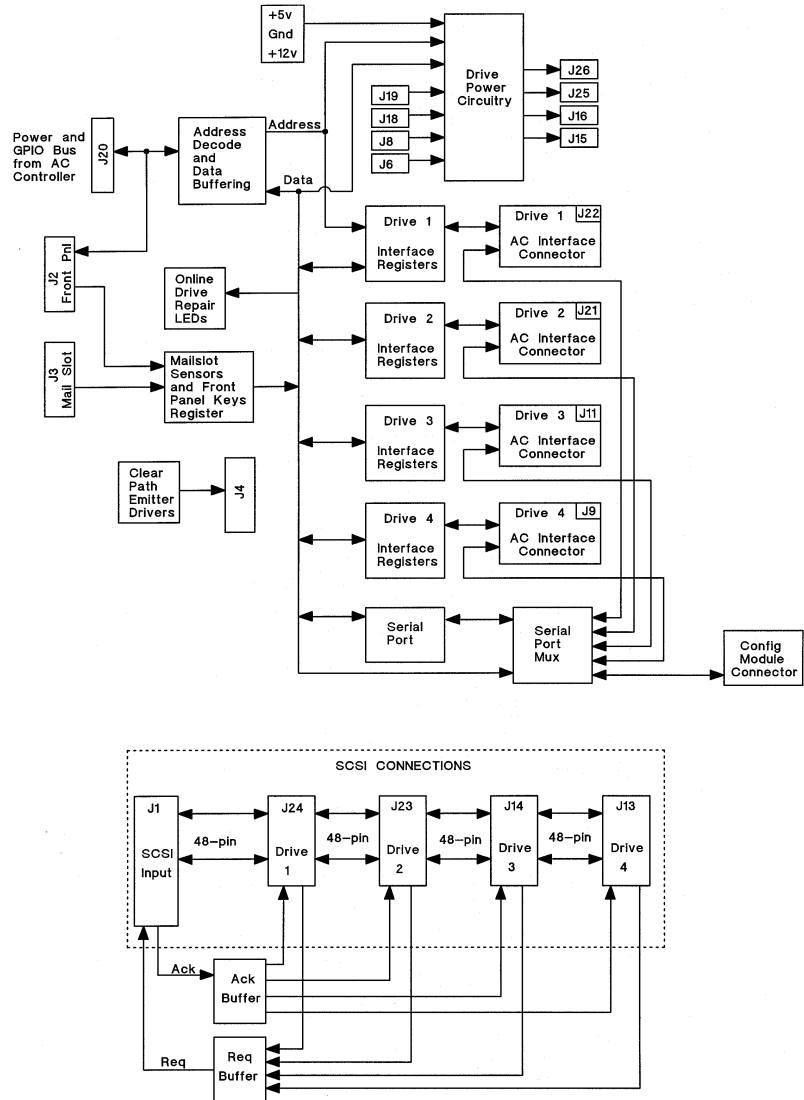 +5v
Gnd
+12v
Drive
Power
Circuitry
J26
J25
J16
J15
J19
J18
J8
J6
Power and
GPIO Bus
from AC
Controller
J20
Address
Decode
and
Data
Buffering
Address
Data
J2
Front Pnl
J3
Mail Slot
Online
Drive
Repair
LEDs
Mailslot
Sensors
and Front
Panel Keys
Register
Clear
Path
Emitter
Drivers
J4
Drive 1
Interface
Registers
Drive 1
J22
AC Interface
Connector
Drive 2
Interface
Registers
Drive 2
J21
AC Interface
Connector
Drive 3
Interface
Registers
Drive 3
J11
AC Interface
Connector
Drive 4
Interface
Registers
Drive 4
J9
AC Interface
Connector
Serial
Port
Serial
Port
Mux
Config
Module
Connector
SCSI CONNECTIONS
J1
SCSI
Input
48-pin
J24
Drive
1
48-pin
J23
Drive
2
48-pin
J14
Drive
3
48-pin
J13
Drive
4
Ack
Ack
Buffer
Req
Req
Buffer